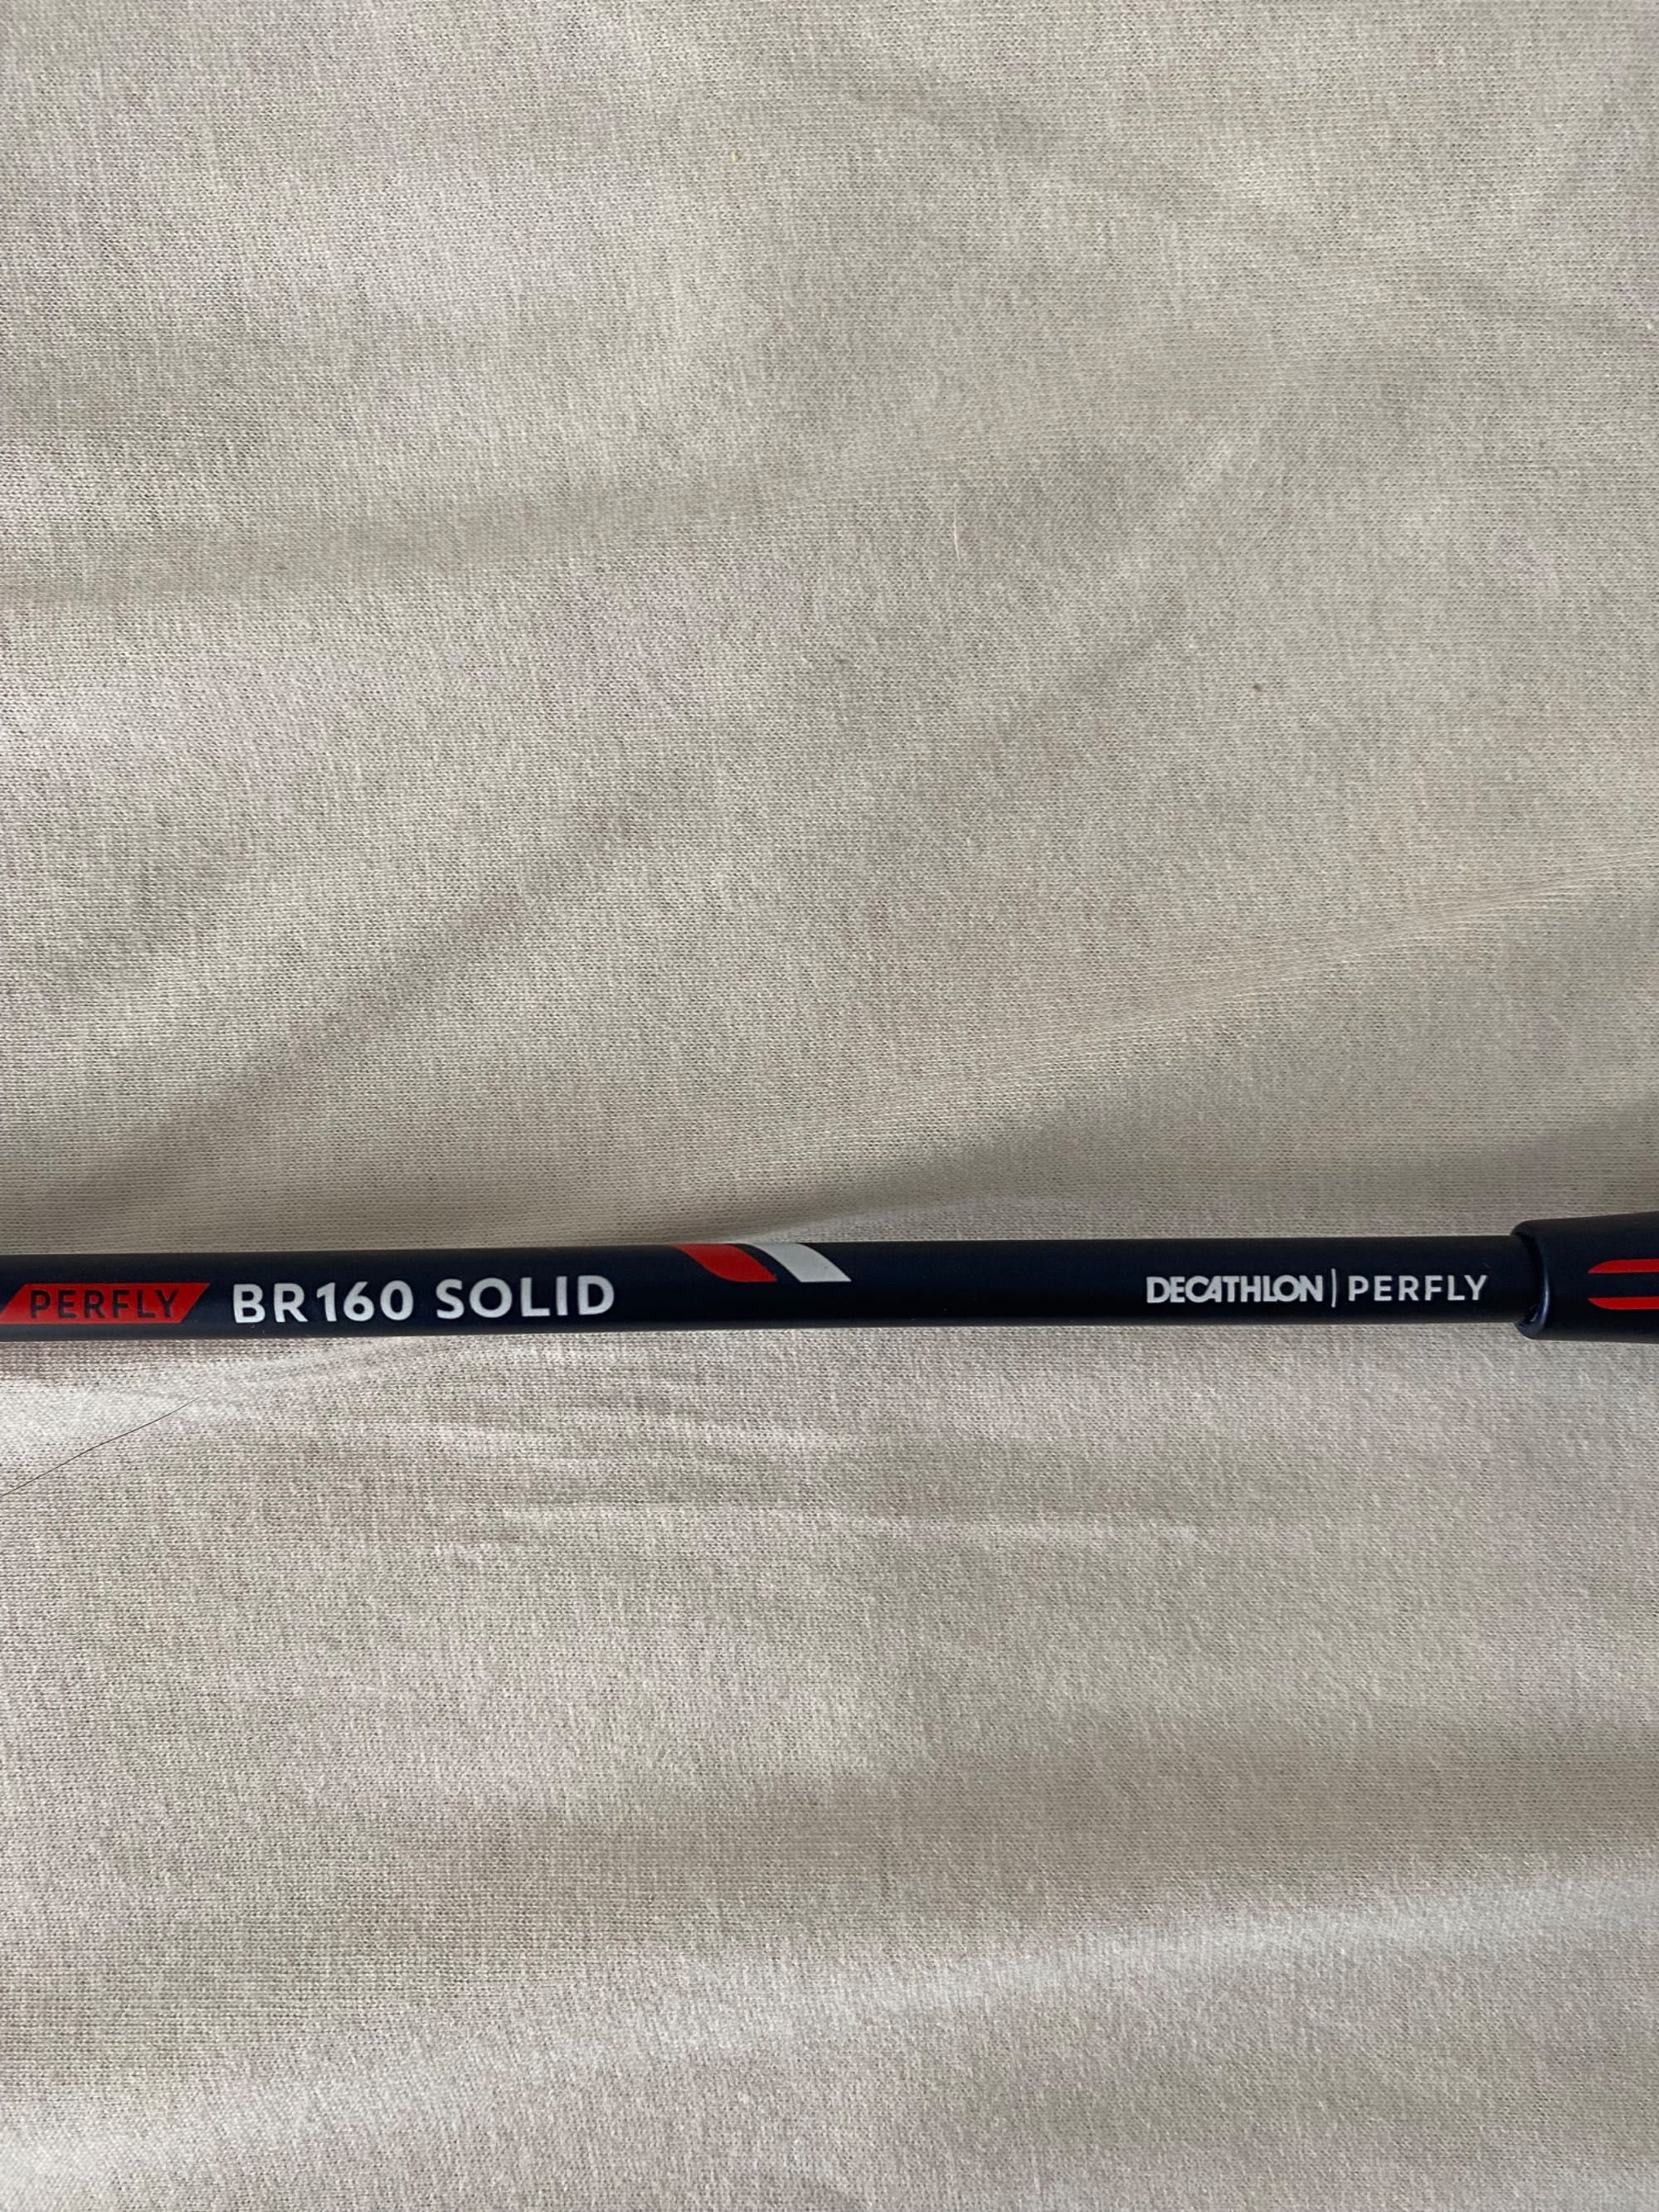 PERFLY BR160 SOLID DECATHLON | PERFLY